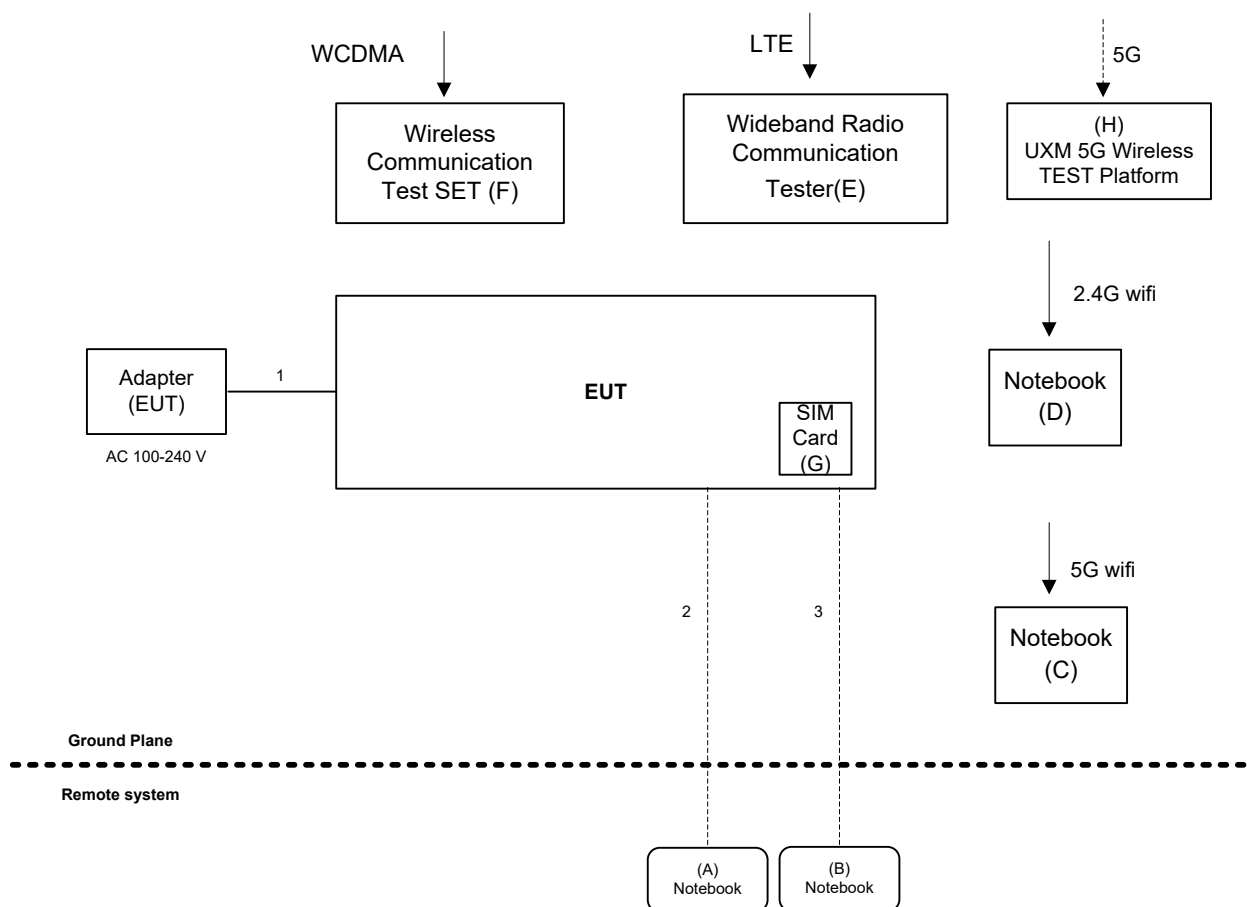 WCDMA
LTE
5G
Wireless
Communication
Test SET (F)
Wideband Radio
Communication
Tester(E)
(H)
UXM 5G Wireless
TEST Platform
2.4G wifi
Adapter
(EUT)
1
AC 100-240 V
EUT
SIM
Card
(G)
Notebook
(D)
5G wifi
2
3
Notebook
(C)
Ground Plane
Remote system
(A)
Notebook
(B)
Notebook